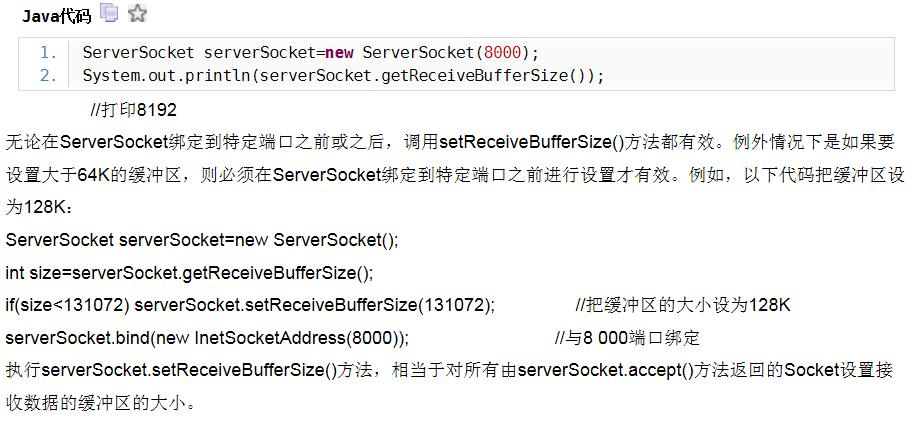 Java代码
1. ServerSocket serverSocket=new ServerSocket(8000);
2. System.out.println(serverSocket.getReceiveBufferSize());
//打印8192
无论在ServerSocket绑定到特定端口之前或之后，调用setReceiveBufferSize()方法都有效。例外情况下是如果要
设置大于64K的缓冲区，则必须在ServerSocket绑定到特定端口之前进行设置才有效。例如，以下代码把缓冲区设
为128K：
ServerSocket serverSocket=new ServerSocket();
int size=serverSocket.getReceiveBufferSize();
if(size<131072) serverSocket.setReceiveBufferSize(131072); //把缓冲区的大小设为128K
serverSocket.bind(new InetSocketAddress(8000)); //与8 000端口绑定
执行serverSocket.setReceiveBufferSize()方法，相当于对所有由serverSocket.accept()方法返回的Socket设置接
收数据的缓冲区的大小。